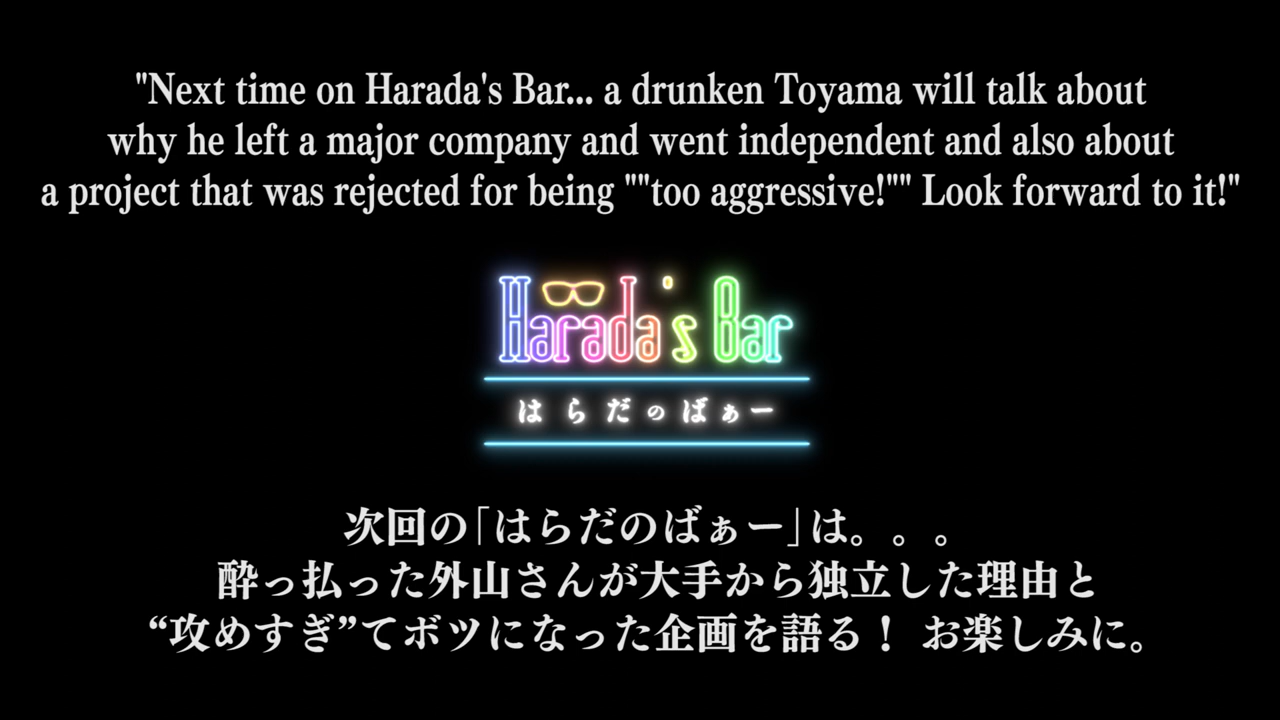 "Next time on Harada's Bar... a drunken Toyama will talk about
why he left a major company and went independent and also about
a project that was rejected for being ""too aggressive!"" Look forward to it!"
Harada's Bar
はらだのばぁー
次回の「はらだのばぁー」は。。。
酔っ払った外山さんが大手から独立した理由と
“攻めすぎ”てボツになった企画を語る！ お楽しみに。